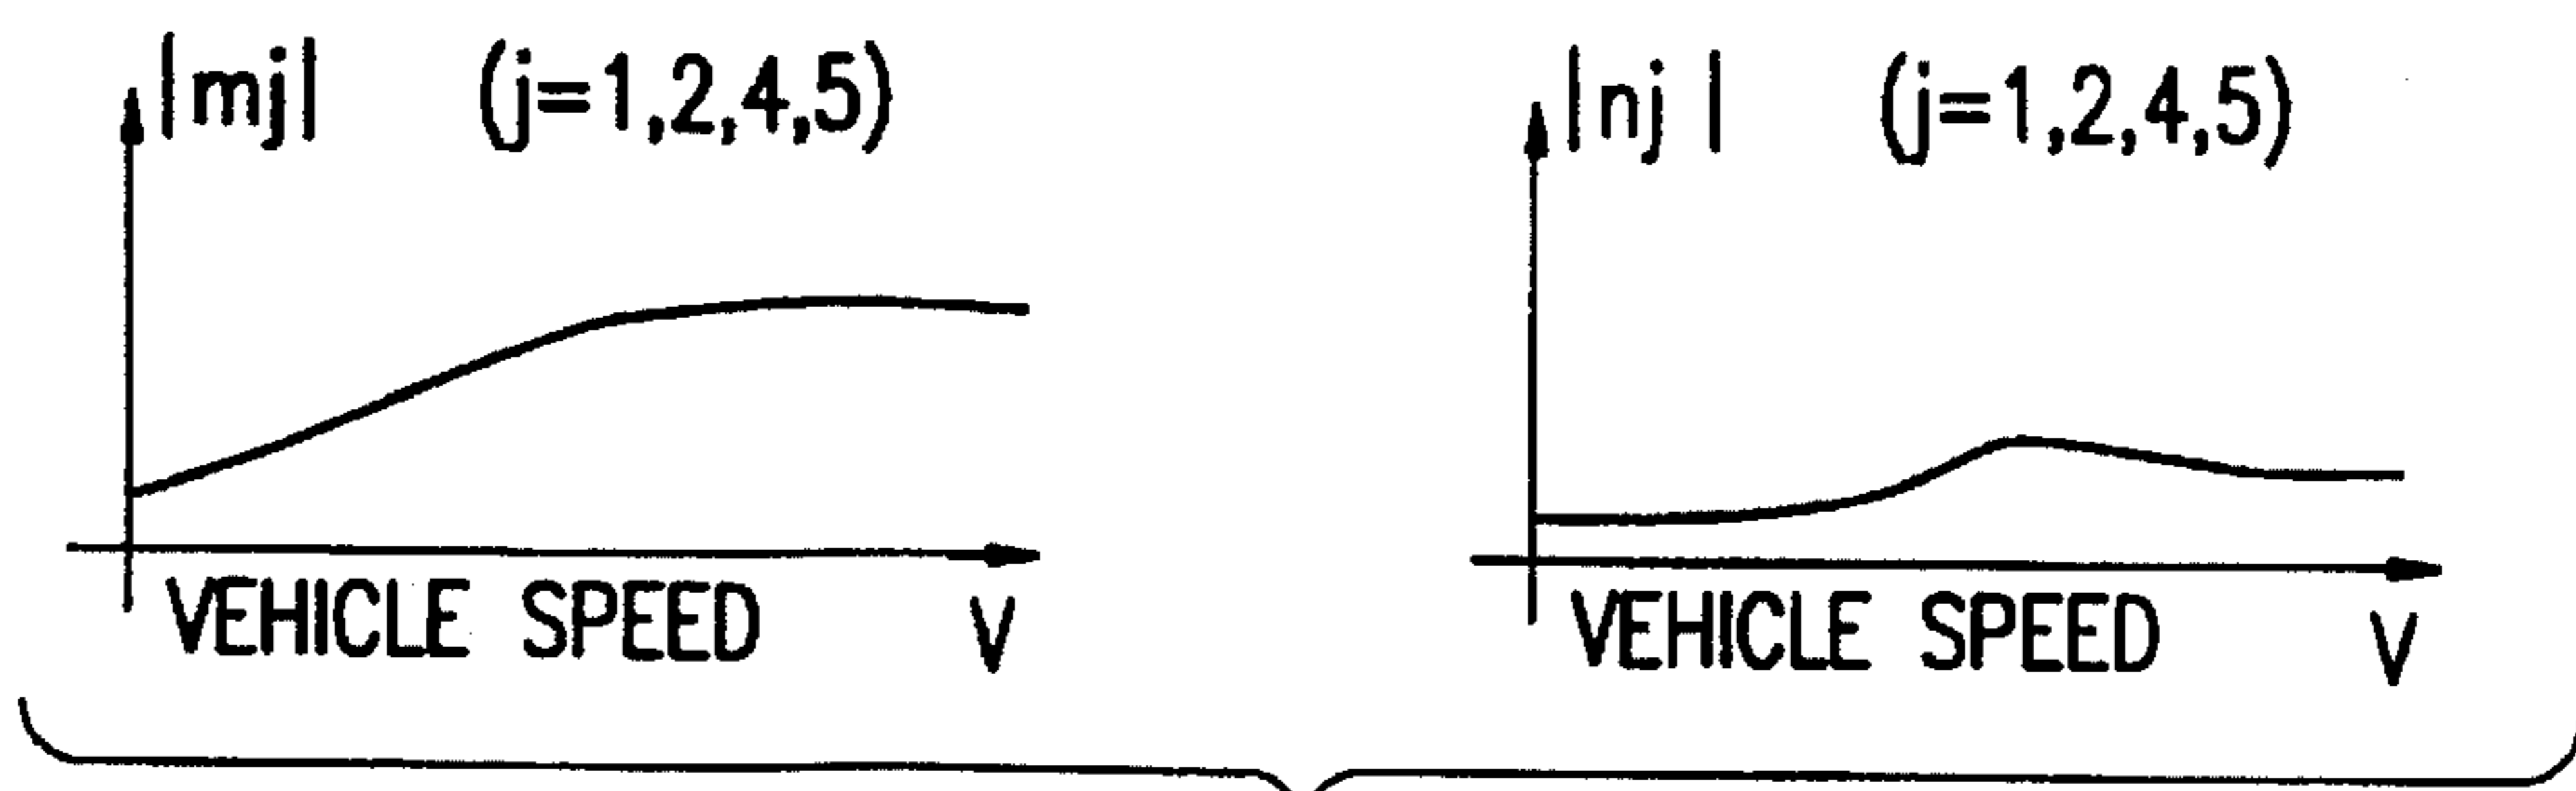 |mj| (j=1,2,4,5)
VEHICLE SPEED V
|nj | (j=1,2,4,5)
VEHICLE SPEED V